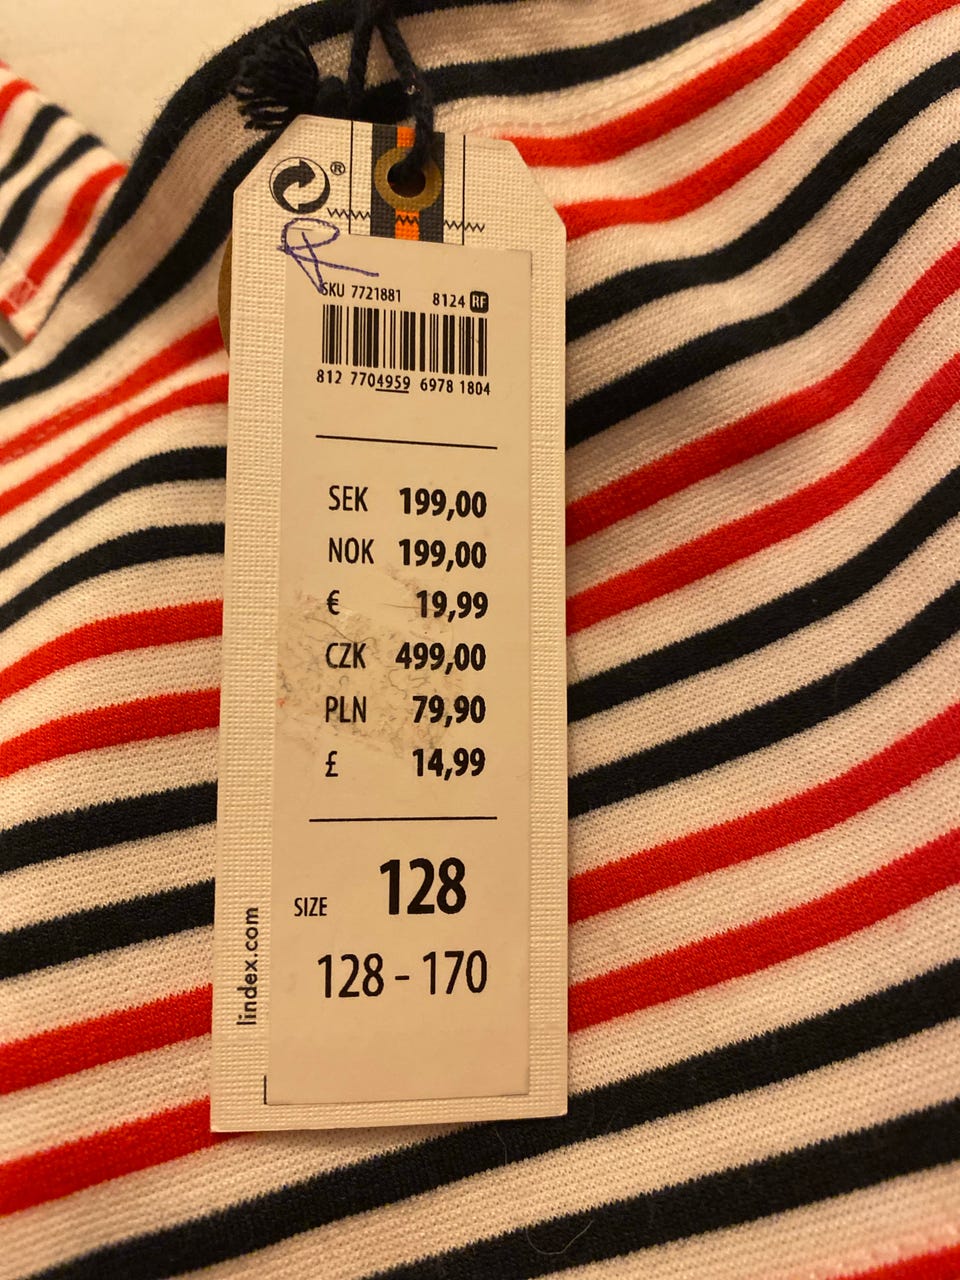 ®
SKU 7721881 8124 RF
812 7704959 6978 1804
SEK 199,00
NOK 199,00
€ 19,99
CZK 499,00
PLN 79,90
£ 14,99
SIZE 128
128 - 170
lindex.com